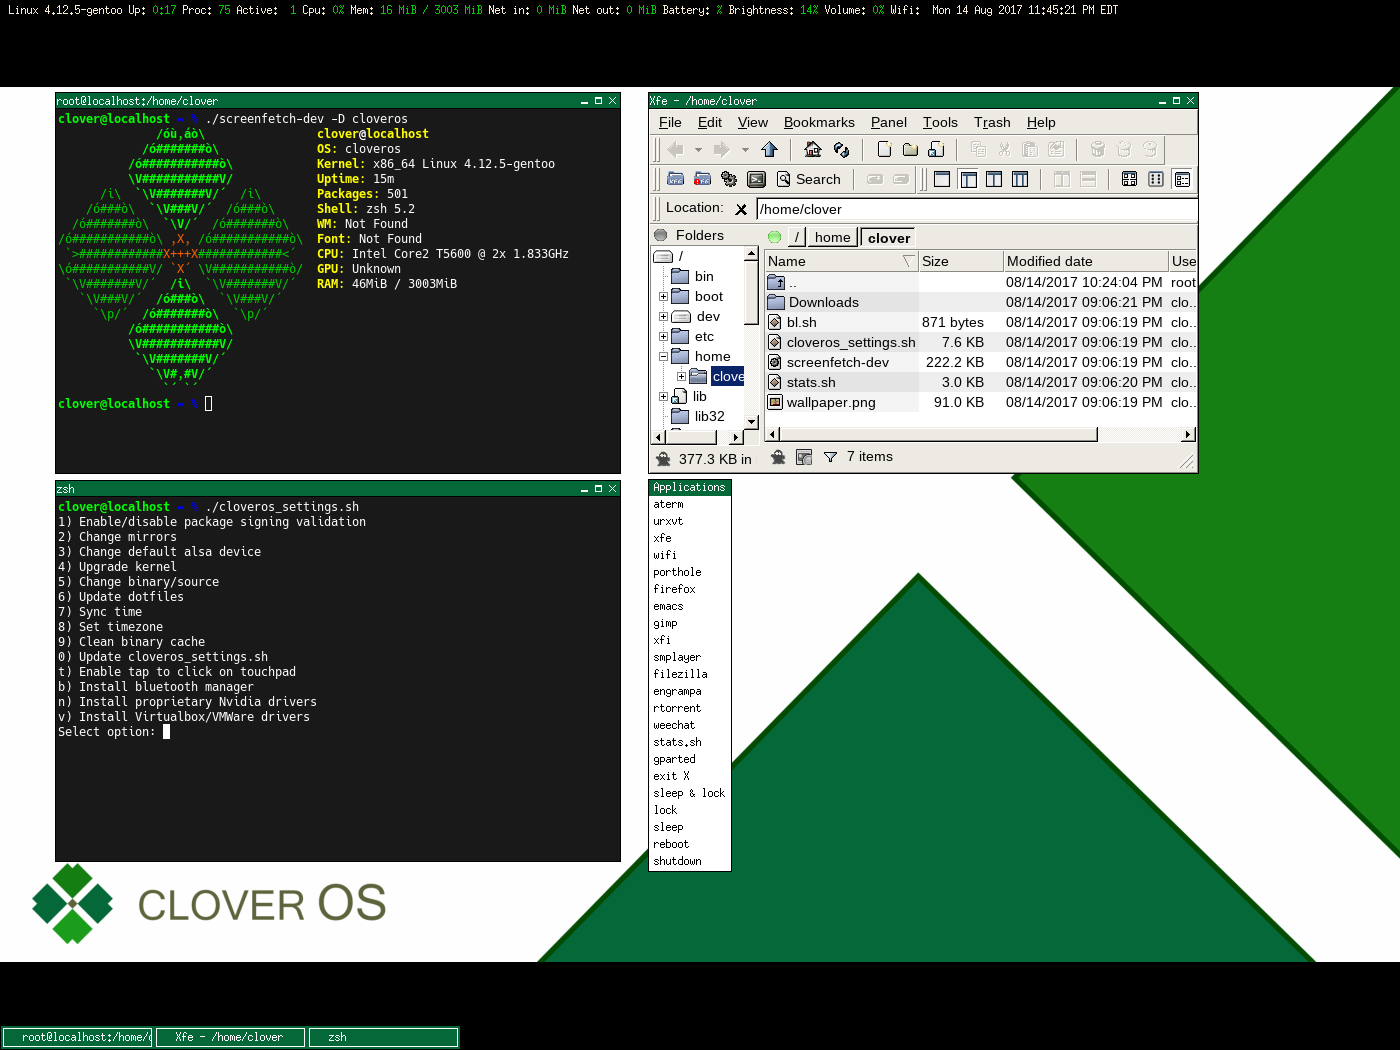 Linux 4.12.5-gentoo Up: 0:17 Proc: 75 Active: 1 Cpu: 0% Mem: 16 MiB / 3003 MiB Net in: 0 MiB Net out: 0 MiB Battery: % Brightness: 14% Volume: 0% Wifi: Mon 14 Aug 2017 11:45:21 PM EDT
root@localhost:/home/clover
clover@localhost ~ % ./screenfetch-dev -D cloveros
clover@localhost
OS: cloveros
Kernel: x86_64 Linux 4.12.5-gentoo
Uptime: 15m
Packages: 501
Shell: zsh 5.2
WM: Not Found
Font: Not Found
CPU: Intel Core2 T5600 @ 2x 1.833GHz
GPU: Unknown
RAM: 46MiB / 3003MiB
clover@localhost ~ %
Xfe - /home/clover
File Edit View Bookmarks Panel Tools Trash Help
Search
Location: /home/clover
Folders
/
bin
boot
dev
etc
home
clove
lib
lib32
377.3 KB in
/ home clover
Name Size Modified date Use
.. 08/14/2017 10:24:04 PM root
Downloads 08/14/2017 09:06:21 PM clo..
bl.sh 871 bytes 08/14/2017 09:06:19 PM clo..
cloveros_settings.sh 7.6 KB 08/14/2017 09:06:19 PM clo..
screenfetch-dev 222.2 KB 08/14/2017 09:06:19 PM clo..
stats.sh 3.0 KB 08/14/2017 09:06:20 PM clo..
wallpaper.png 91.0 KB 08/14/2017 09:06:19 PM clo..
7 items
zsh
clover@localhost ~ % ./cloveros_settings.sh
1) Enable/disable package signing validation
2) Change mirrors
3) Change default alsa device
4) Upgrade kernel
5) Change binary/source
6) Update dotfiles
7) Sync time
8) Set timezone
9) Clean binary cache
0) Update cloveros_settings.sh
t) Enable tap to click on touchpad
b) Install bluetooth manager
n) Install proprietary Nvidia drivers
v) Install Virtualbox/VMWare drivers
Select option:
Applications
aterm
urxvt
xfe
wifi
porthole
firefox
emacs
gimp
xfi
smplayer
filezilla
engrampa
rtorrent
weechat
stats.sh
gparted
exit X
sleep & lock
lock
sleep
reboot
shutdown
CLOVER OS
root@localhost:/home/c
Xfe - /home/clover
zsh